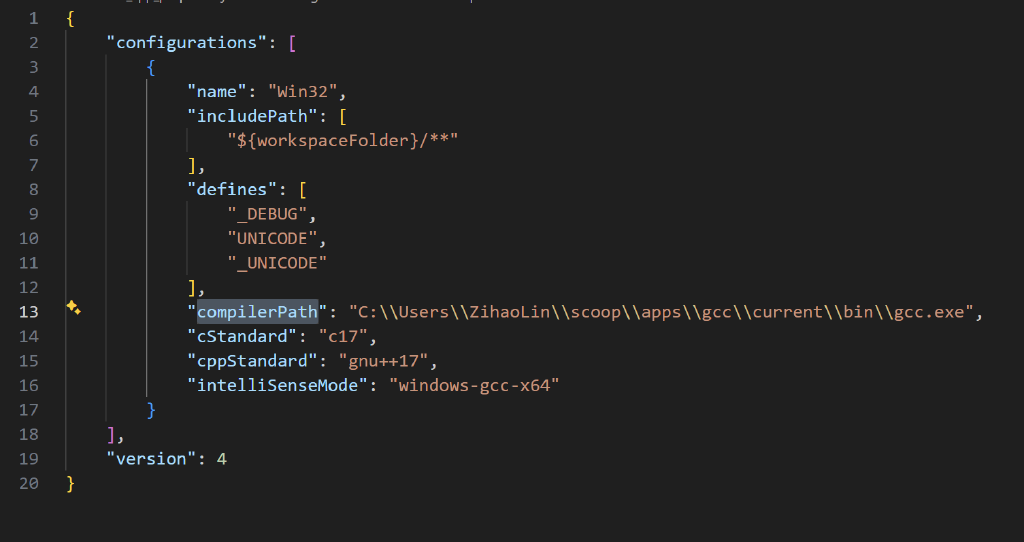 1 {
2 "configurations": [
3 {
4 "name": "Win32",
5 "includePath": [
6 "${workspaceFolder}/**"
7 ],
8 "defines": [
9 "_DEBUG",
10 "UNICODE",
11 "_UNICODE"
12 ],
13 "compilerPath": "C:\\Users\\ZihaoLin\\scoop\\apps\\gcc\\current\\bin\\gcc.exe",
14 "cStandard": "c17",
15 "cppStandard": "gnu++17",
16 "intelliSenseMode": "windows-gcc-x64"
17 }
18 ],
19 "version": 4
20 }